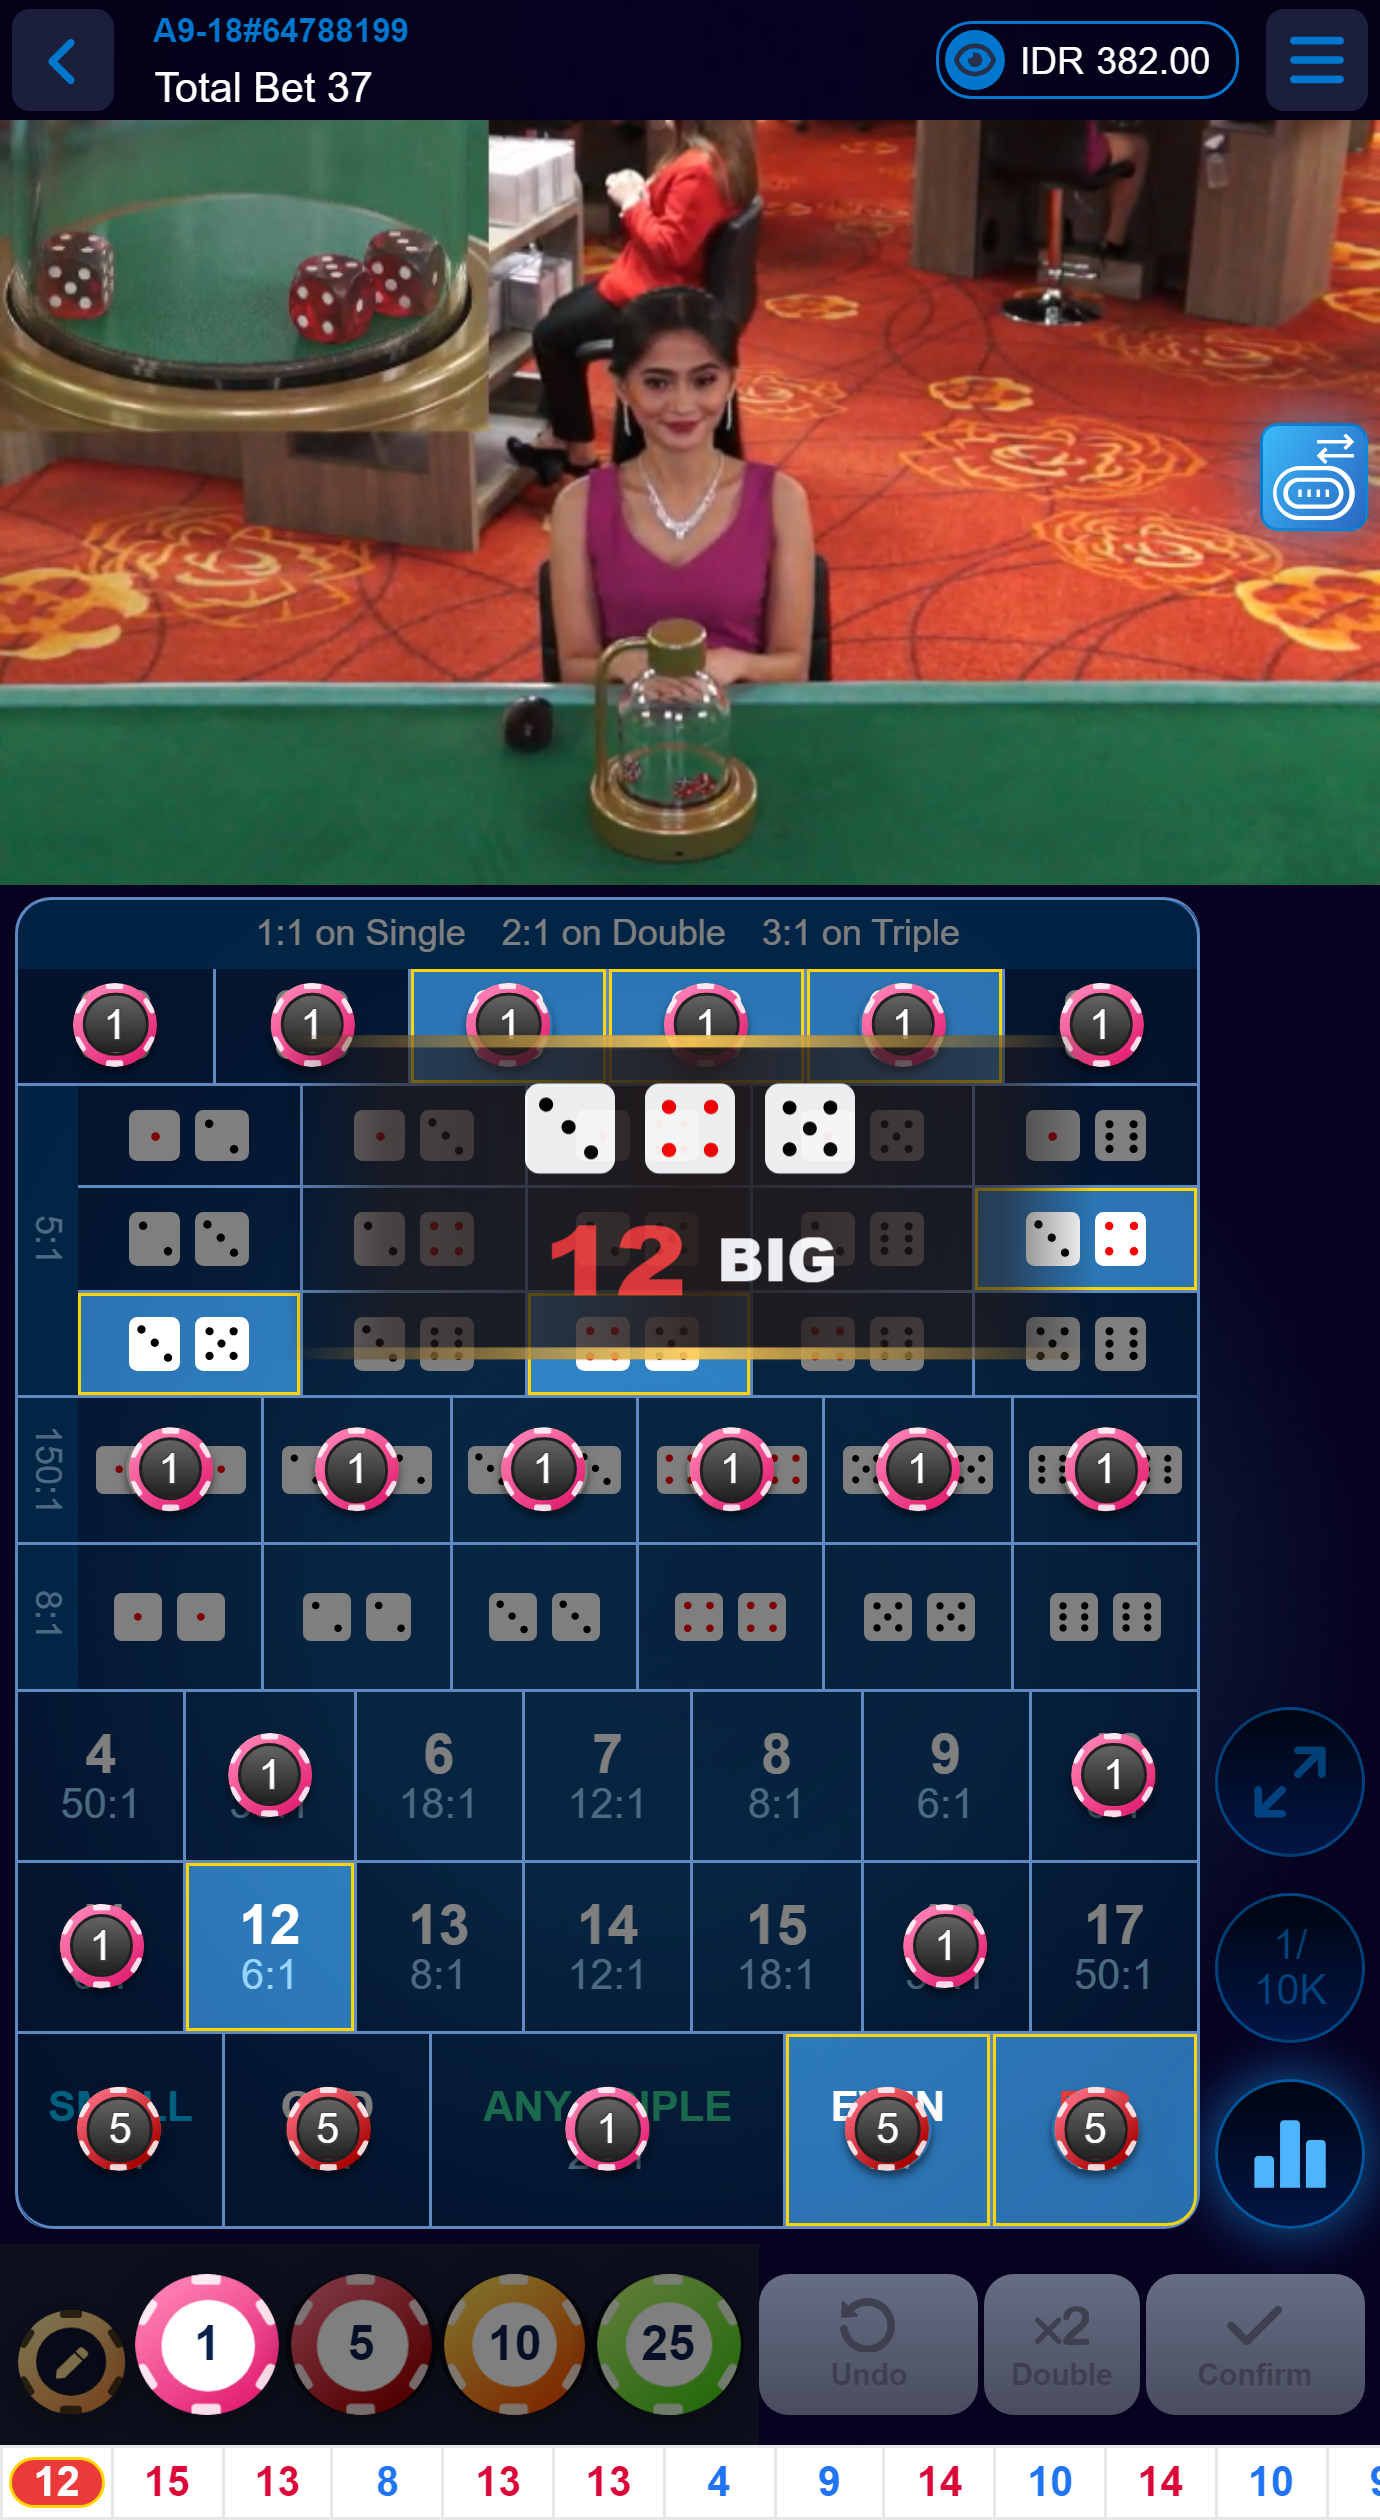 A9-18#64788199
Total Bet 37
IDR 382.00
1:1 on Single 2:1 on Double 3:1 on Triple
1 1 1 1 1 1
5:1
12 BIG
150:1
1 1 1 1 1 1
8:1
4 1 6 7 8 9 1
50:1 18:1 12:1 8:1 6:1
1 12 13 14 15 1 17
6:1 8:1 12:1 18:1 50:1
1/
10K
5 5 1 5 5
1 5 10 25
x2
Undo Double Confirm
12 15 13 8 13 13 4 9 14 10 14 10